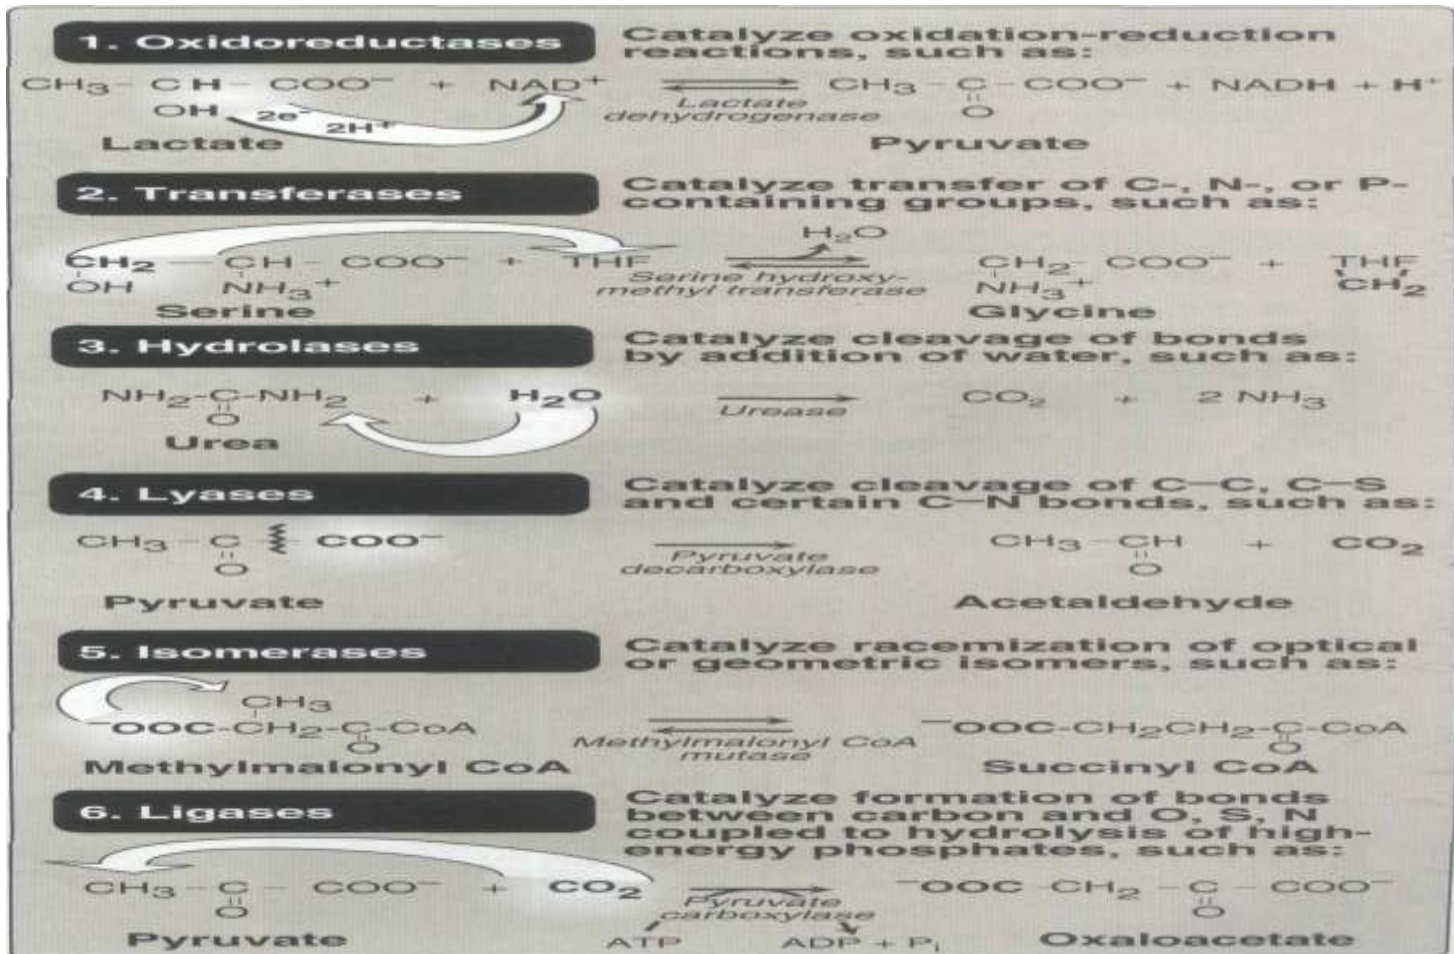 1. Oxidoreductases
Catalyze oxidation-reduction
reactions, such as:
CH₃ – CH – COO⁻ + NAD⁺ ⇌ CH₃ – C – COO⁻ + NADH + H⁺
OH 2e⁻ 2H⁺
Lactate
dehydrogenase
O
Lactate
Pyruvate
2. Transferases
Catalyze transfer of C-, N-, or P-
containing groups, such as:
H₂O
CH₂ – CH – COO⁻ + THF ⇌ CH₂ – COO⁻ + THF
OH NH₃⁺
Serine hydroxy-
methyl transferase
NH₃⁺ CH₂
Serine
Glycine
3. Hydrolases
Catalyze cleavage of bonds
by addition of water, such as:
NH₂-C-NH₂ + H₂O → CO₂ + 2 NH₃
O
Urease
Urea
4. Lyases
Catalyze cleavage of C–C, C–S
and certain C–N bonds, such as:
CH₃ – C – COO⁻ → CH₃ – CH + CO₂
O
Pyruvate
decarboxylase
O
Pyruvate
Acetaldehyde
5. Isomerases
Catalyze racemization of optical
or geometric isomers, such as:
CH₃
⁻OOC-CH₂-C-CoA ⇌ ⁻OOC-CH₂CH₂-C-CoA
O
Methylmalonyl CoA
mutase
O
Methylmalonyl CoA
Succinyl CoA
6. Ligases
Catalyze formation of bonds
between carbon and O, S, N
coupled to hydrolysis of high-
energy phosphates, such as:
CH₃ – C – COO⁻ + CO₂ → ⁻OOC - CH₂ – C – COO⁻
O
Pyruvate
carboxylase
O
Pyruvate
ATP ADP + Pᵢ
Oxaloacetate